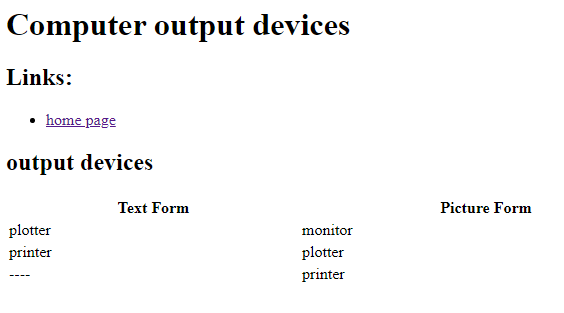 Computer output devices
Links:
home page
output devices
Text Form Picture Form
plotter monitor
printer plotter
---- printer